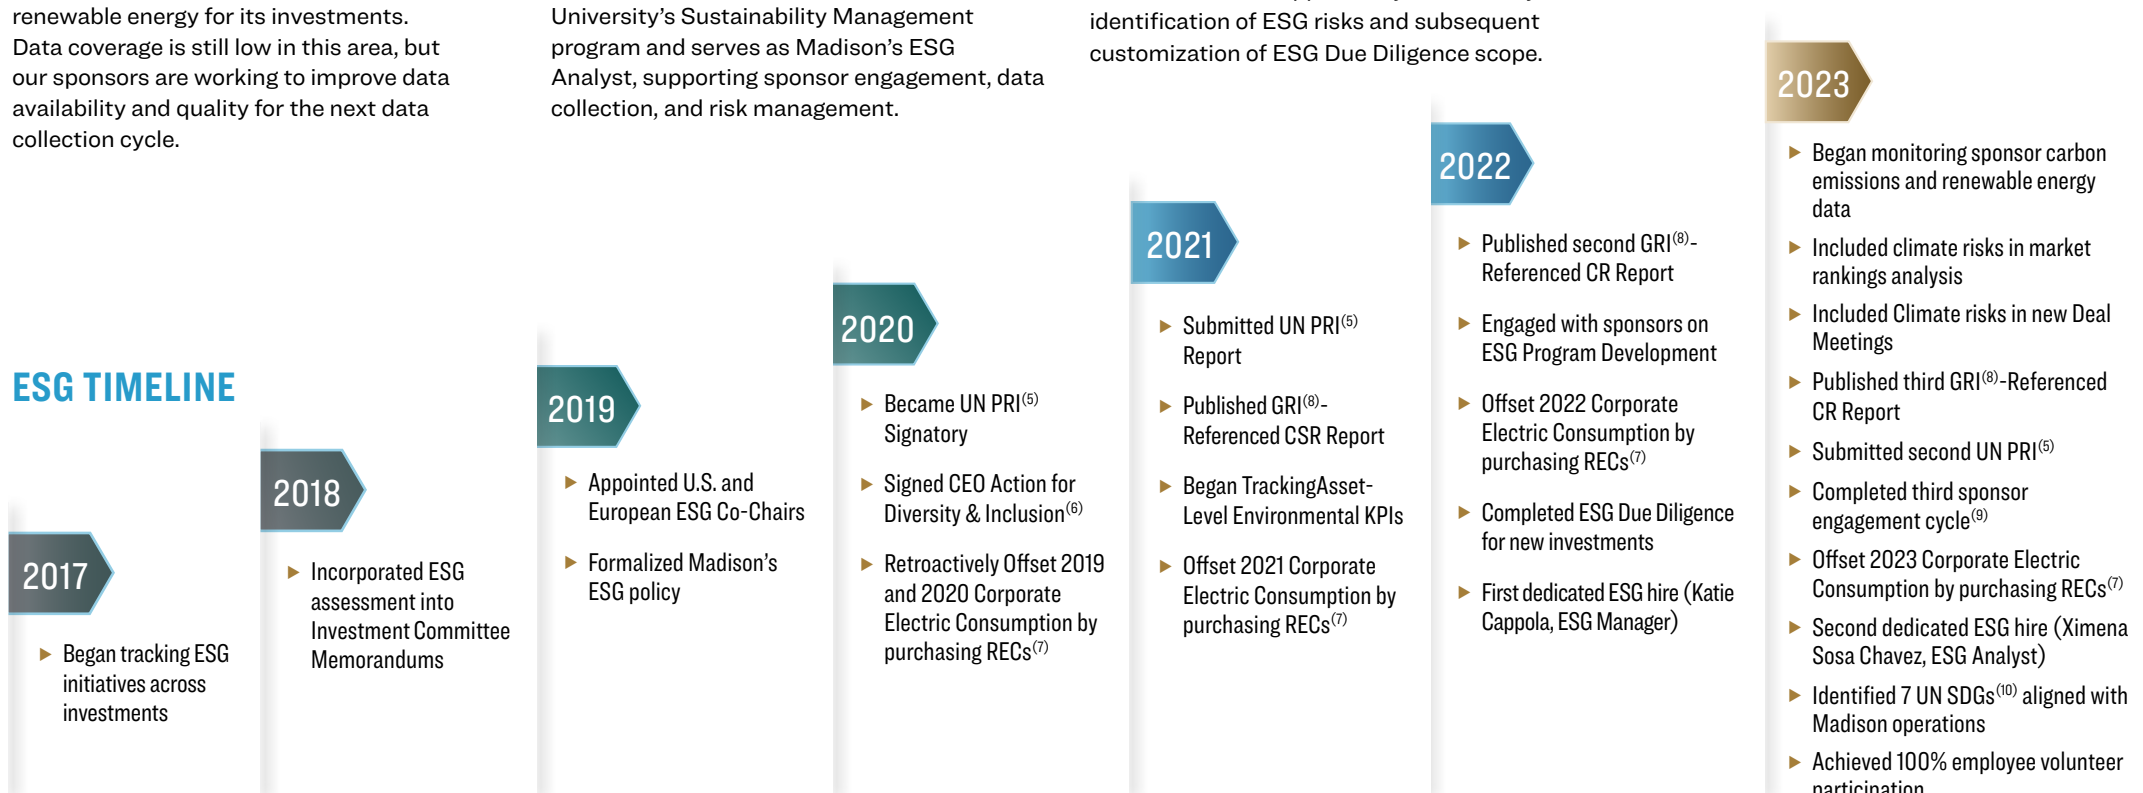 renewable energy for its investments.
Data coverage is still low in this area, but
our sponsors are working to improve data
availability and quality for the next data
collection cycle.
University’s Sustainability Management
program and serves as Madison’s ESG
Analyst, supporting sponsor engagement, data
collection, and risk management.
identification of ESG risks and subsequent
customization of ESG Due Diligence scope.
ESG TIMELINE
2017
▶ Began tracking ESG
initiatives across
investments
2018
▶ Incorporated ESG
assessment into
Investment Committee
Memorandums
2019
▶ Appointed U.S. and
European ESG Co-Chairs
▶ Formalized Madison’s
ESG policy
2020
▶ Became UN PRI(5)
Signatory
▶ Signed CEO Action for
Diversity & Inclusion(6)
▶ Retroactively Offset 2019
and 2020 Corporate
Electric Consumption by
purchasing RECs(7)
2021
▶ Submitted UN PRI(5)
Report
▶ Published GRI(8)-
Referenced CSR Report
▶ Began TrackingAsset-
Level Environmental KPIs
▶ Offset 2021 Corporate
Electric Consumption by
purchasing RECs(7)
2022
▶ Published second GRI(8)-
Referenced CR Report
▶ Engaged with sponsors on
ESG Program Development
▶ Offset 2022 Corporate
Electric Consumption by
purchasing RECs(7)
▶ Completed ESG Due Diligence
for new investments
▶ First dedicated ESG hire (Katie
Cappola, ESG Manager)
2023
▶ Began monitoring sponsor carbon
emissions and renewable energy
data
▶ Included climate risks in market
rankings analysis
▶ Included Climate risks in new Deal
Meetings
▶ Published third GRI(8)-Referenced
CR Report
▶ Submitted second UN PRI(5)
▶ Completed third sponsor
engagement cycle(9)
▶ Offset 2023 Corporate Electric
Consumption by purchasing RECs(7)
▶ Second dedicated ESG hire (Ximena
Sosa Chavez, ESG Analyst)
▶ Identified 7 UN SDGs(10) aligned with
Madison operations
▶ Achieved 100% employee volunteer
participation